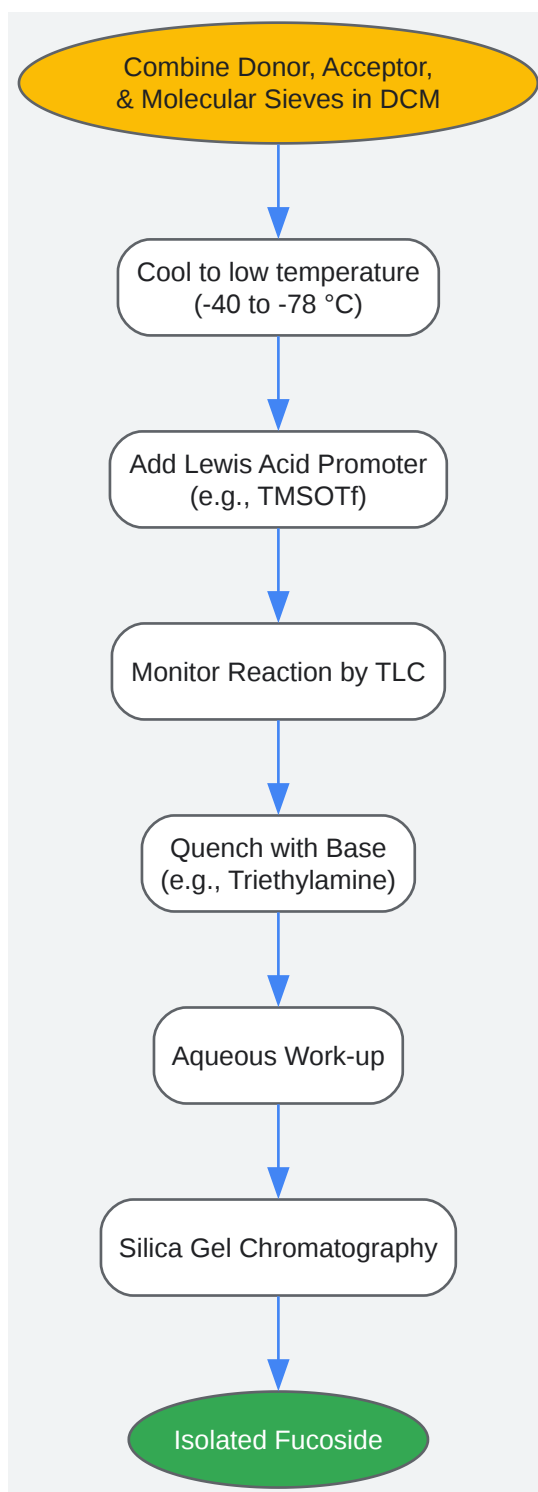 Combine Donor, Acceptor,
& Molecular Sieves in DCM
Cool to low temperature
(-40 to -78 °C)
Add Lewis Acid Promoter
(e.g., TMSOTf)
Monitor Reaction by TLC
Quench with Base
(e.g., Triethylamine)
Aqueous Work-up
Silica Gel Chromatography
Isolated Fucoside